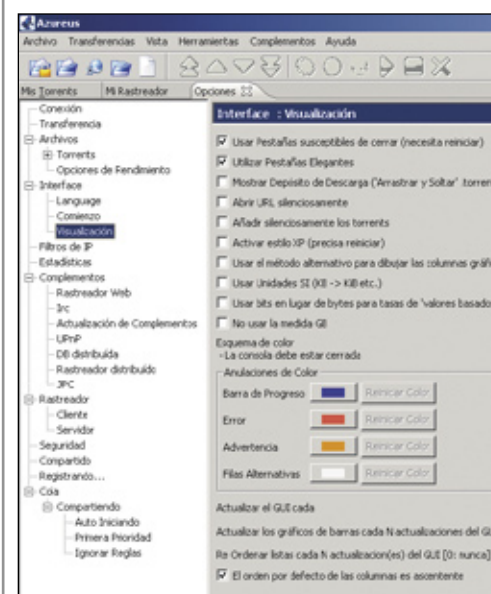 Azureus
Archivo Transferencias Vista Herramientas Complementos Ayuda
Mis Torrents Mi Rastreador Opciones
Conexión
Transferencia
Archivos
Torrents
Opciones de Rendimiento
Interface
Language
Comienzo
Visualización
Filtros de IP
Estadísticas
Complementos
Rastreador Web
Irc
Actualización de Complementos
UPnP
DB distribuída
Rastreador distribuído
JPC
Rastreador
Cliente
Servidor
Seguridad
Compartido
Registrando...
Cola
Compartiendo
Auto Iniciando
Primera Prioridad
Ignorar Reglas
Interface : Visualización
Usar Pestañas susceptibles de cerrar (necesita reiniciar)
Utilizar Pestañas Elegantes
Mostrar Depósito de Descarga ('Arrastrar y Soltar' .torren
Abrir URL silenciosamente
Añadir silenciosamente los torrents
Activar estilo XP (precisa reiniciar)
Usar el método alternativo para dibujar las columnas gráfi
Usar Unidades SI (KB -> KiB etc.)
Usar bits en lugar de bytes para tasas de 'valores basado
No usar la medida GB
Esquema de color
-La consola debe estar cerrada
Anulaciones de Color
Barra de Progreso Reinicar Color
Error Reinicar Color
Advertencia Reinicar Color
Filas Alternativas Reinicar Color
Actualizar el GUI cada
Actualizar los gráficos de barras cada N actualizaciones del GU
Re Ordenar listas cada N actualizacion(es) del GUI [0: nunca]
El orden por defecto de las columnas es ascentente